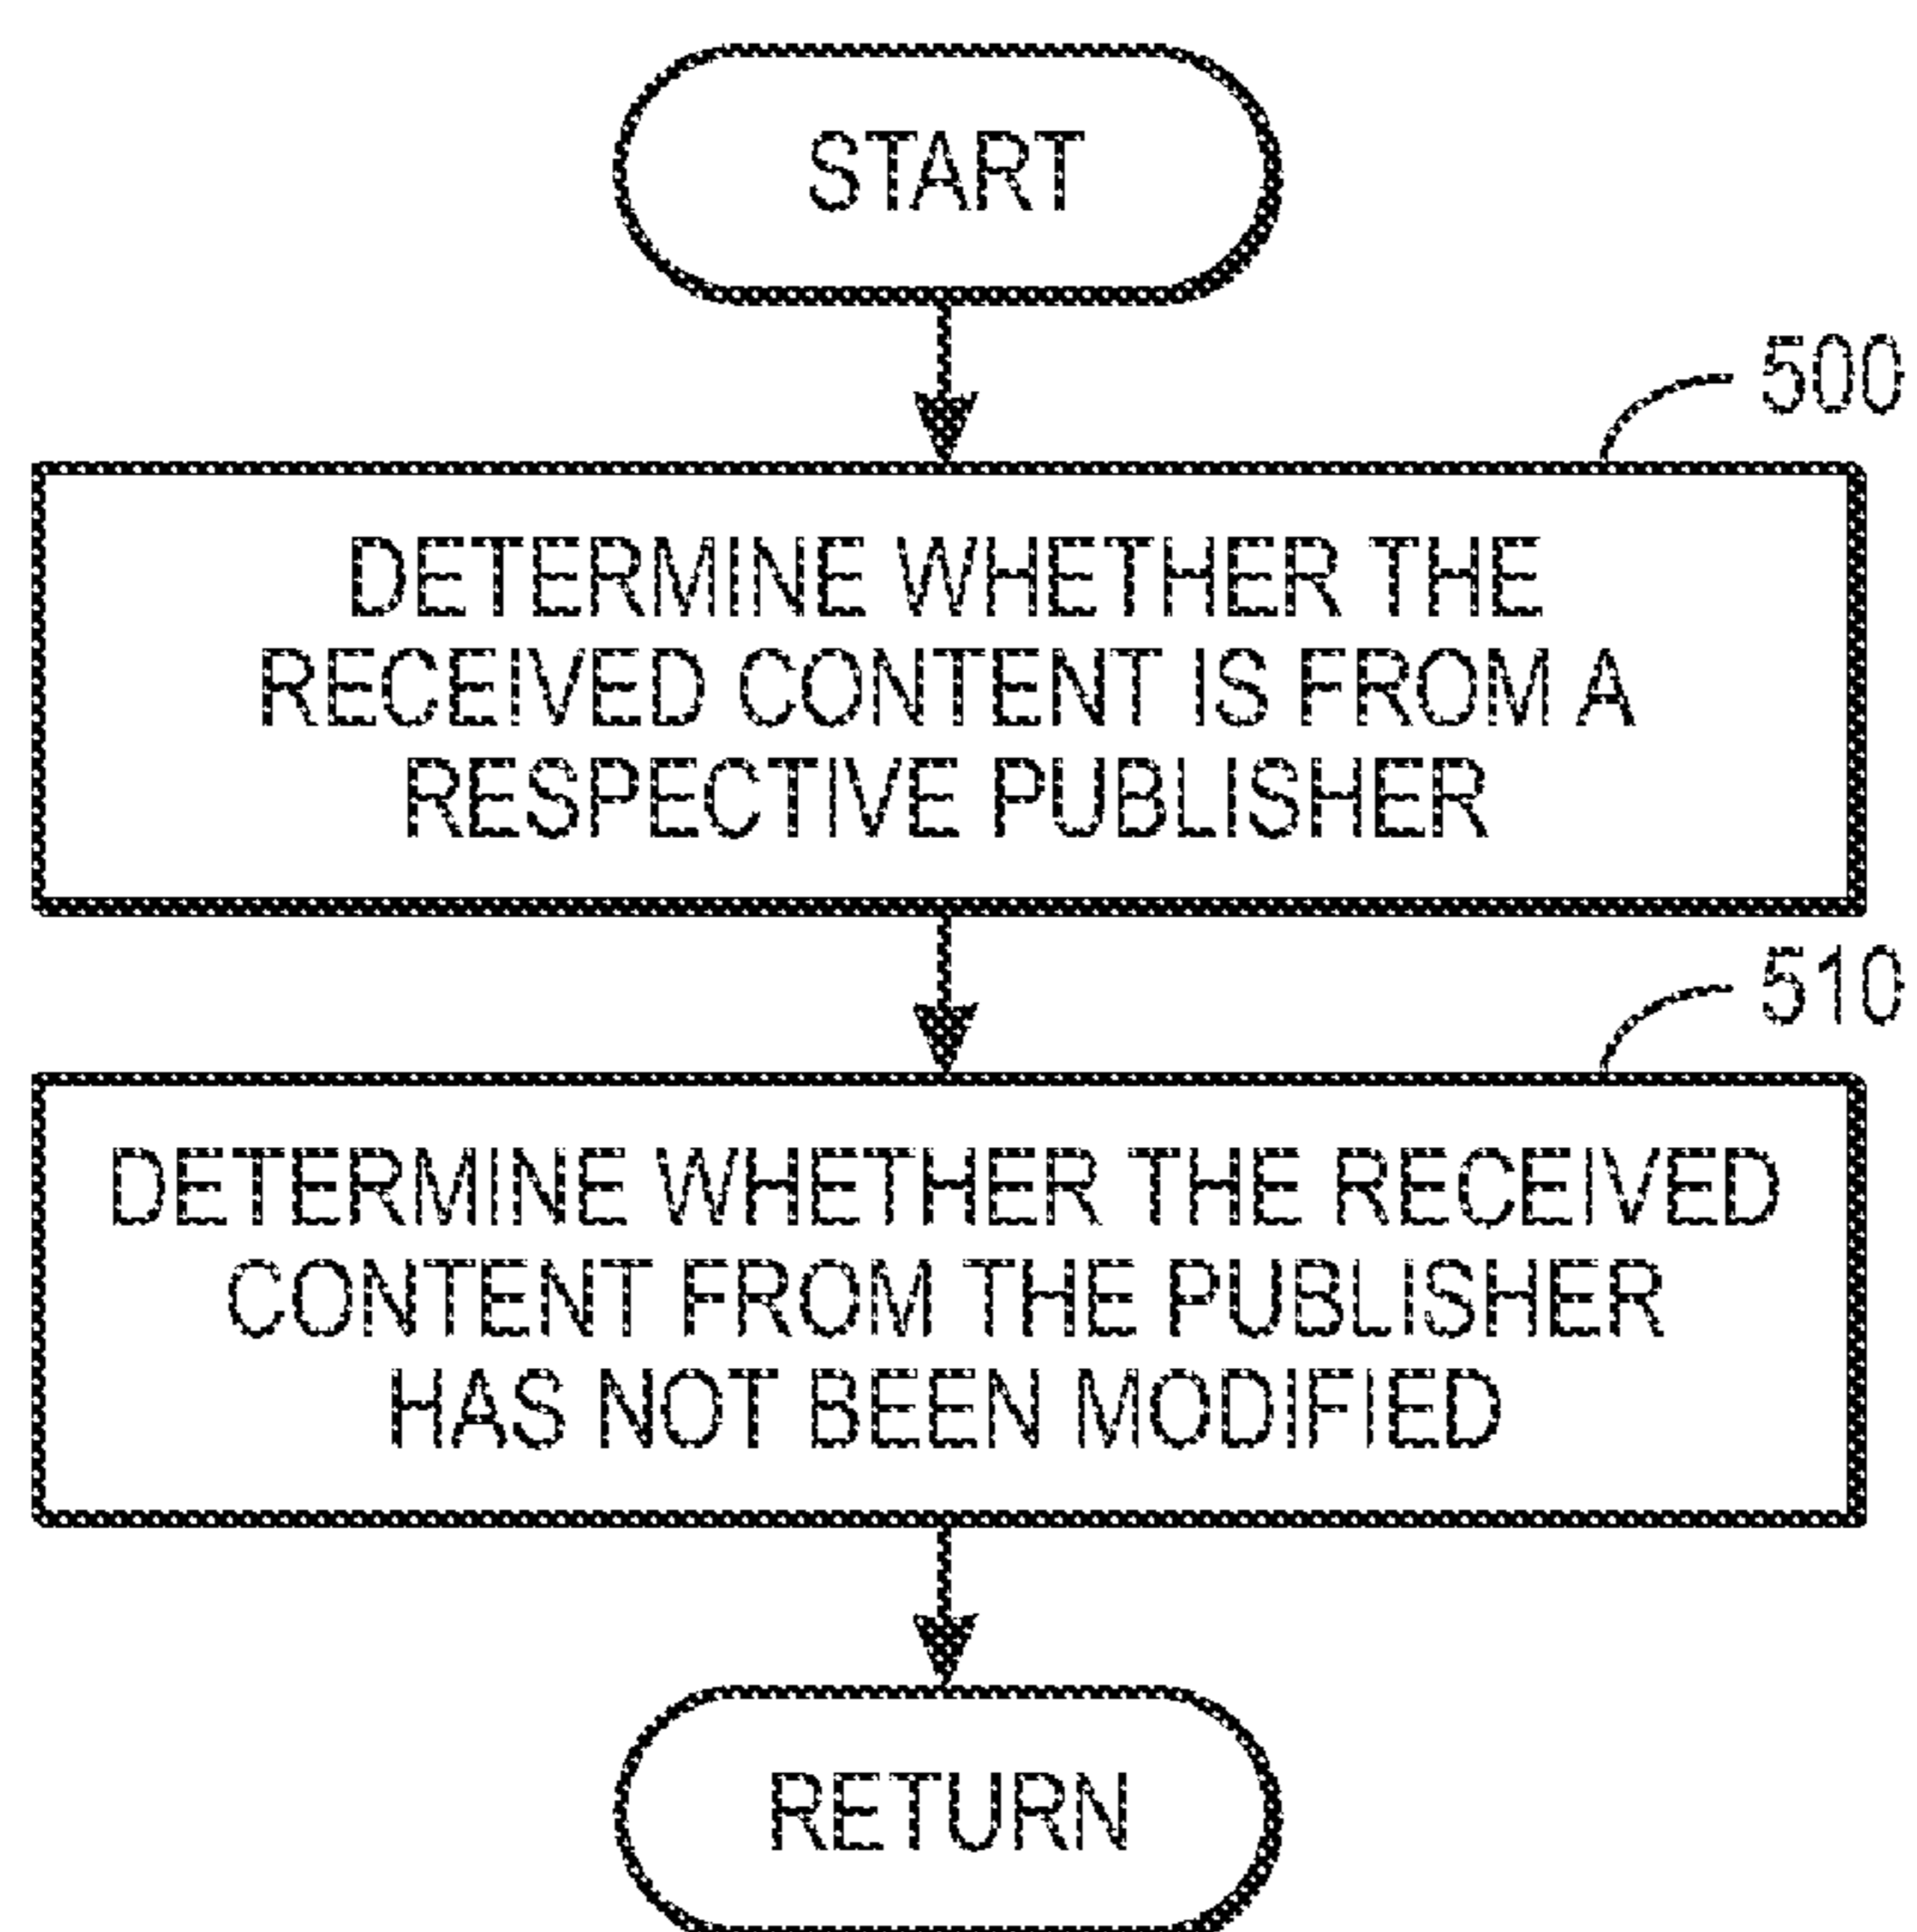 START
500
DETERMINE WHETHER THE
RECEIVED CONTENT IS FROM A
RESPECTIVE PUBLISHER
510
DETERMINE WHETHER THE RECEIVED
CONTENT FROM THE PUBLISHER
HAS NOT BEEN MODIFIED
RETURN